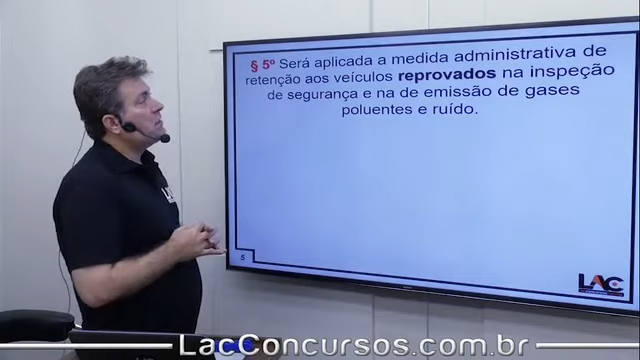 § 5º Será aplicada a medida administrativa de
retenção aos veículos reprovados na inspeção
de segurança e na de emissão de gases
poluentes e ruído.
5
LAC
LacConcursos.com.br